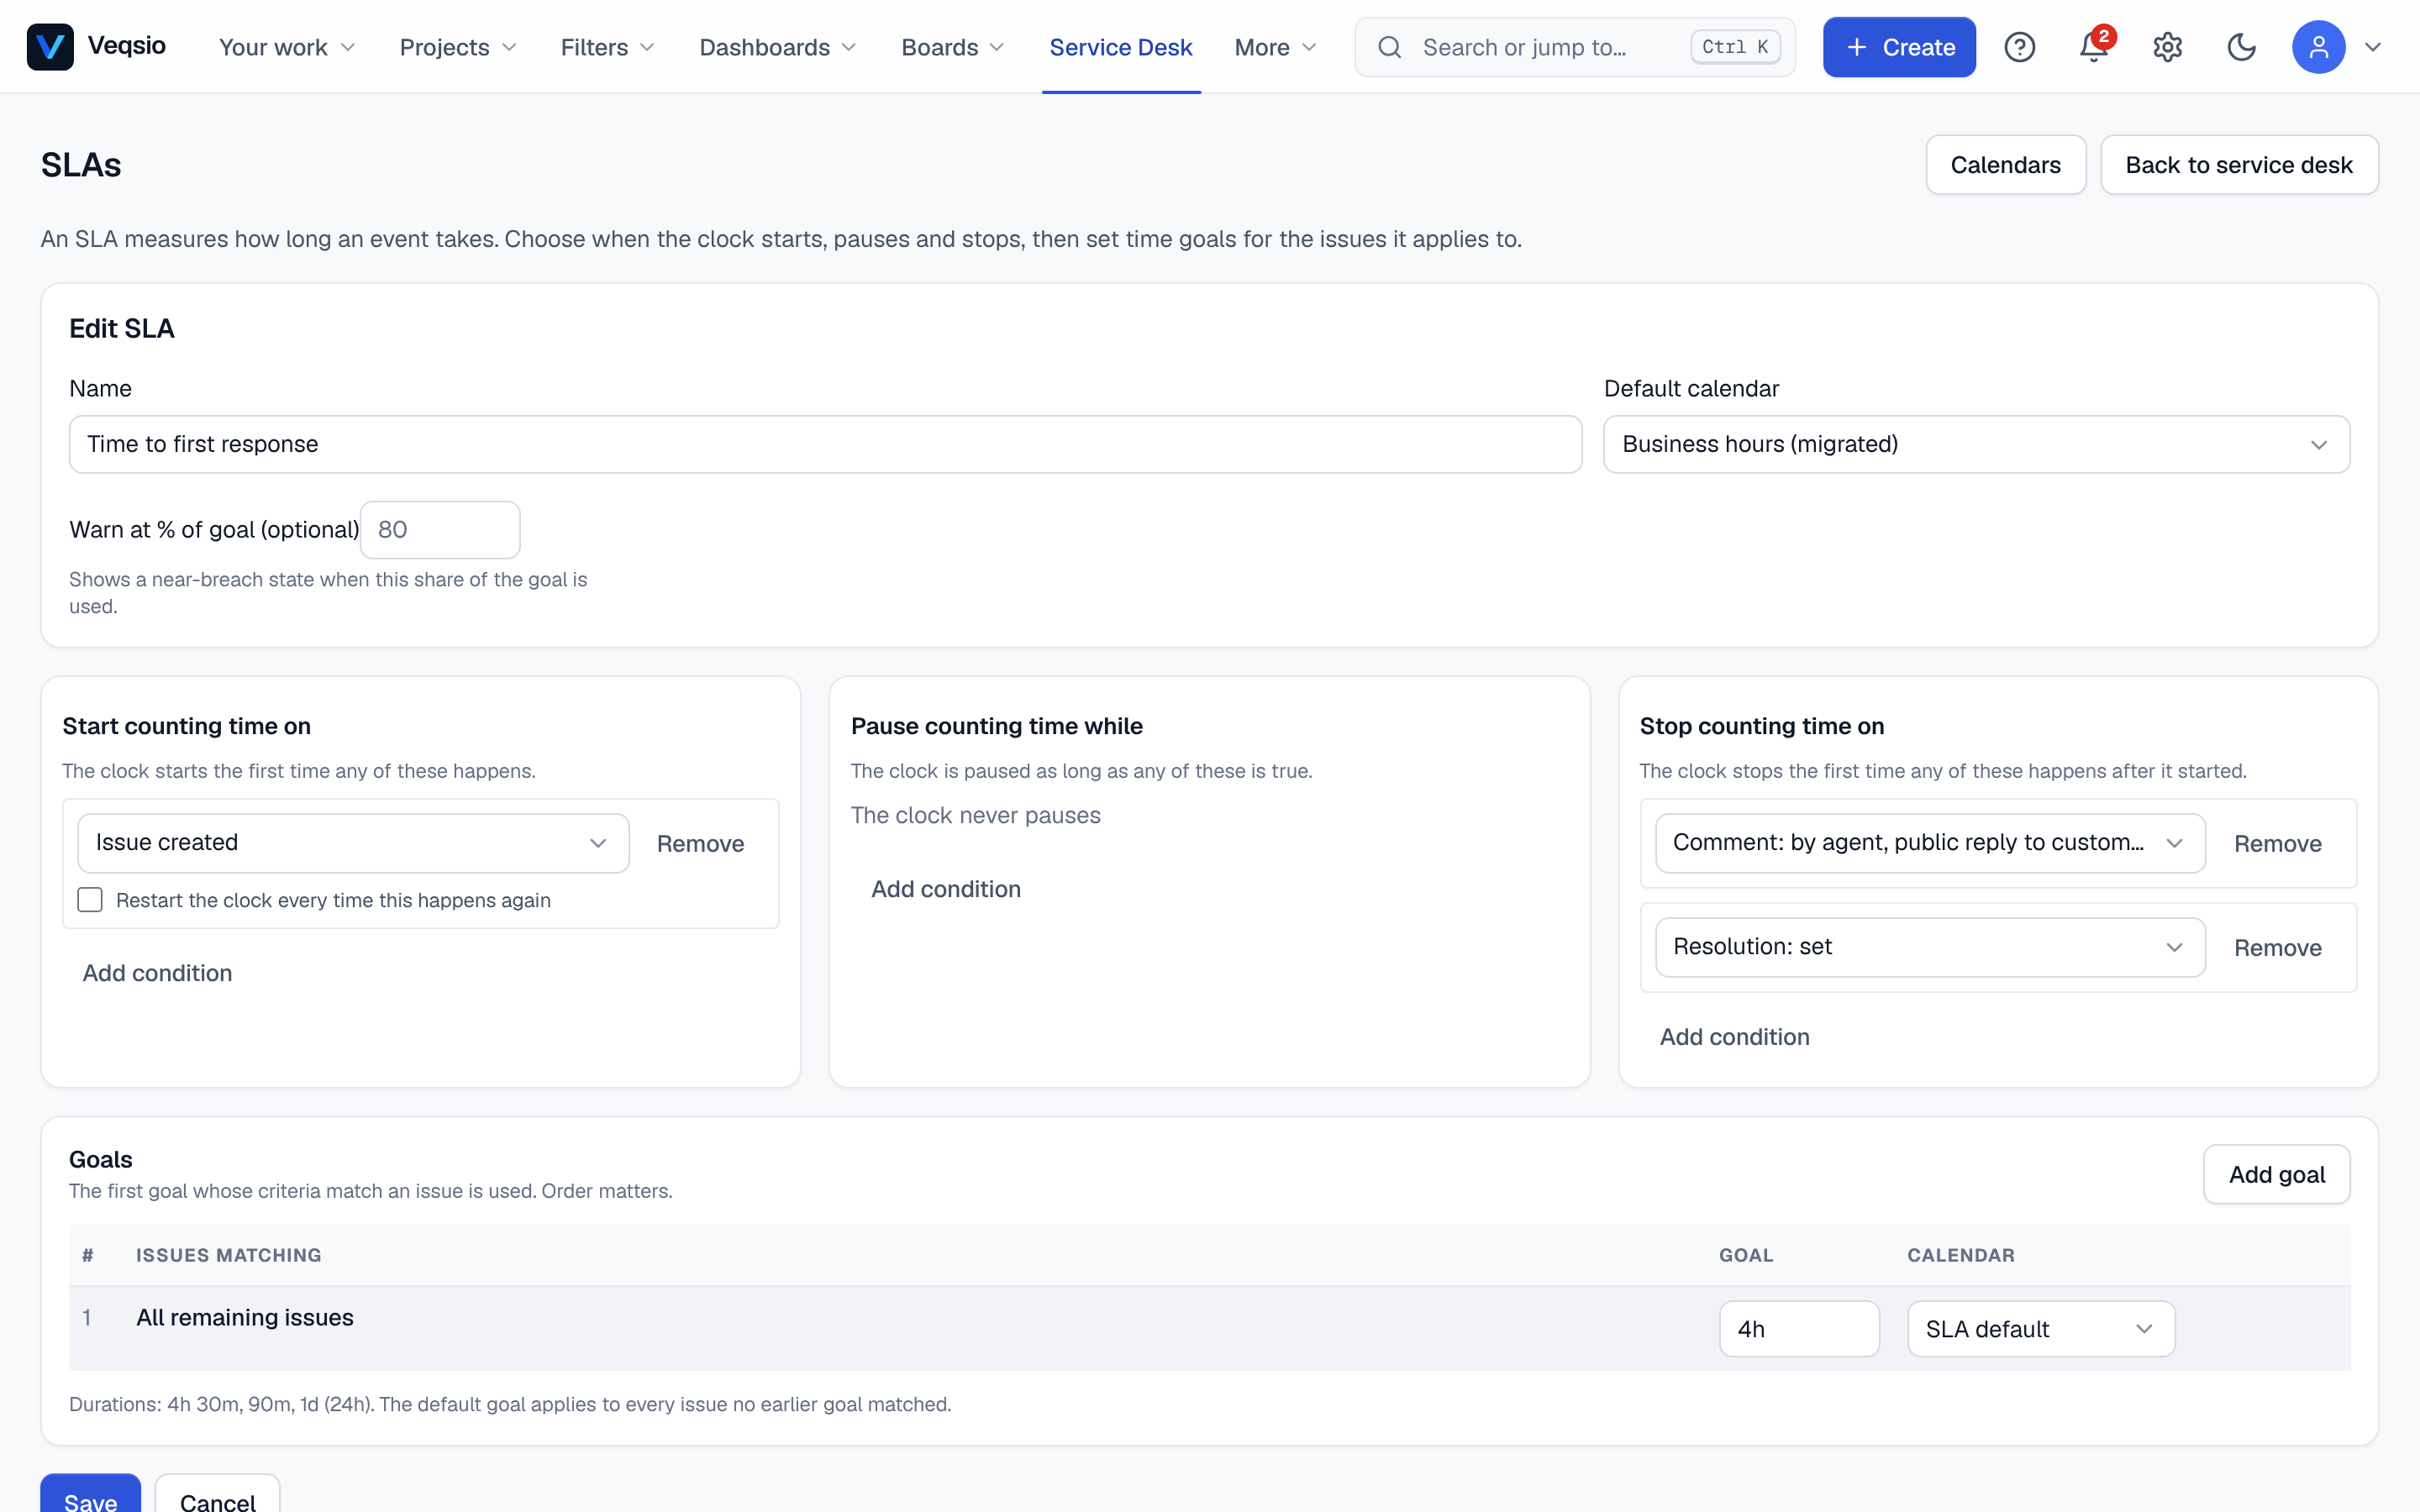 Veqsio
Your work
Projects
Filters
Dashboards
Boards
Service Desk
More
Search or jump to...
Ctrl K
Create
2
SLAs
Calendars
Back to service desk
An SLA measures how long an event takes. Choose when the clock starts, pauses and stops, then set time goals for the issues it applies to.
Edit SLA
Name
Default calendar
Time to first response
Business hours (migrated)
Warn at % of goal (optional)
80
Shows a near-breach state when this share of the goal is
used.
Start counting time on
The clock starts the first time any of these happens.
Issue created
Remove
Restart the clock every time this happens again
Add condition
Pause counting time while
The clock is paused as long as any of these is true.
The clock never pauses
Add condition
Stop counting time on
The clock stops the first time any of these happens after it started.
Comment: by agent, public reply to custom...
Remove
Resolution: set
Remove
Add condition
Goals
The first goal whose criteria match an issue is used. Order matters.
Add goal
# ISSUES MATCHING GOAL CALENDAR
1 All remaining issues 4h SLA default
Durations: 4h 30m, 90m, 1d (24h). The default goal applies to every issue no earlier goal matched.
Save
Cancel